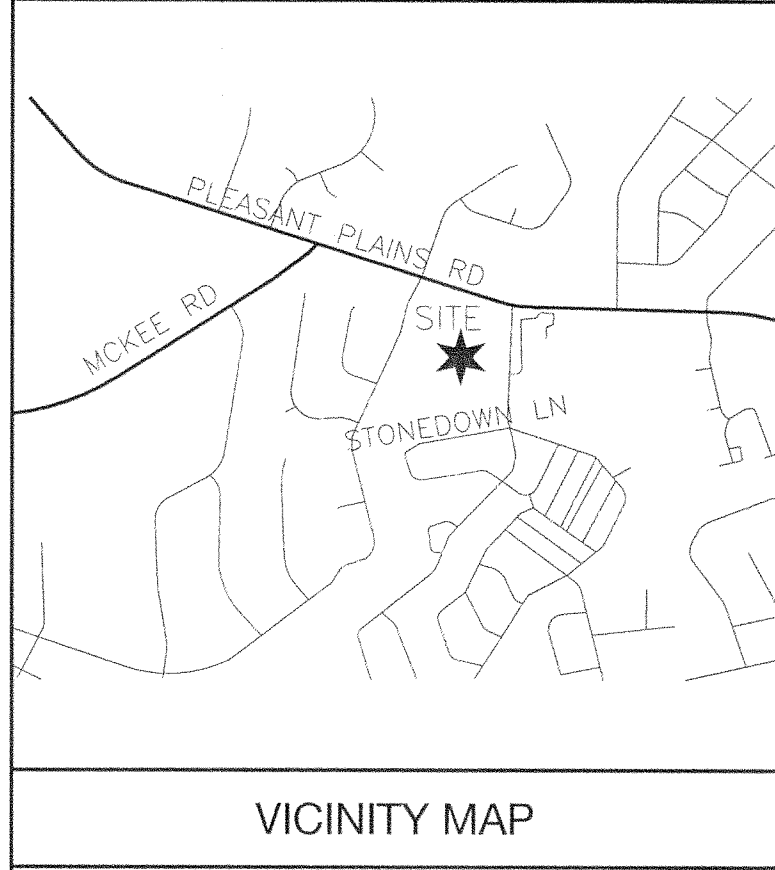 PLEASANT PLAINS RD
MCKEE RD
SITE
STONEDOWN LN
VICINITY MAP